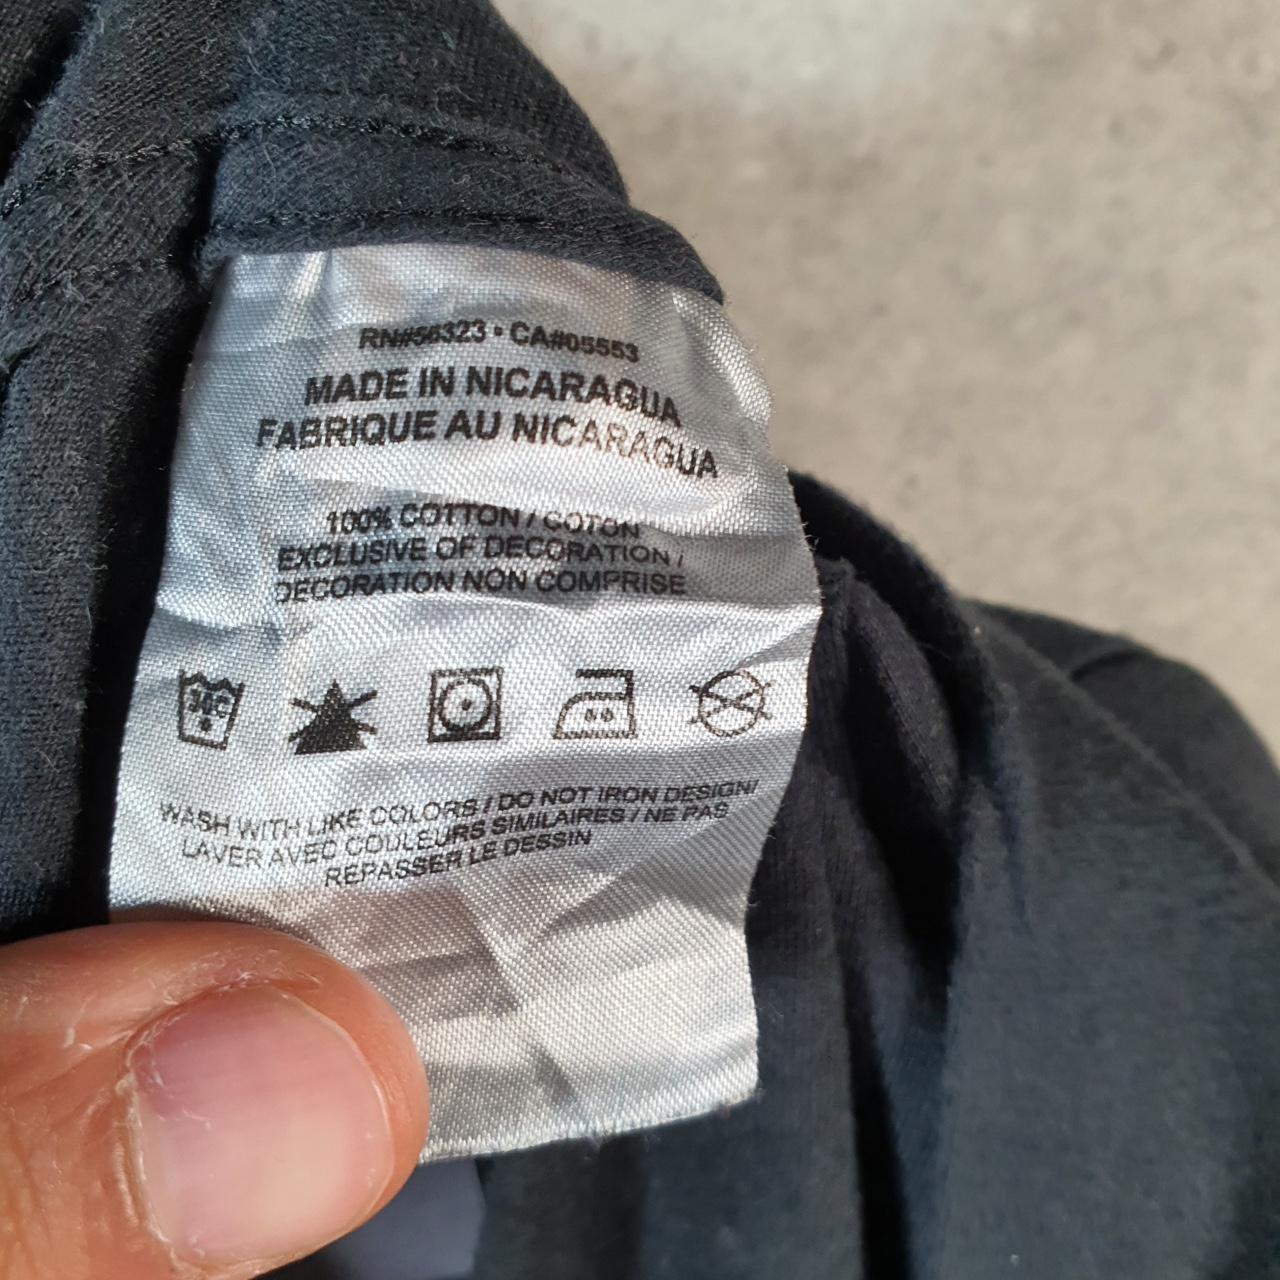 RN#56323 • CA#05553
MADE IN NICARAGUA
FABRIQUE AU NICARAGUA
100% COTTON / COTON
EXCLUSIVE OF DECORATION /
DECORATION NON COMPRISE
30C
WASH WITH LIKE COLORS / DO NOT IRON DESIGN/
LAVER AVEC COULEURS SIMILAIRES / NE PAS
REPASSER LE DESSIN